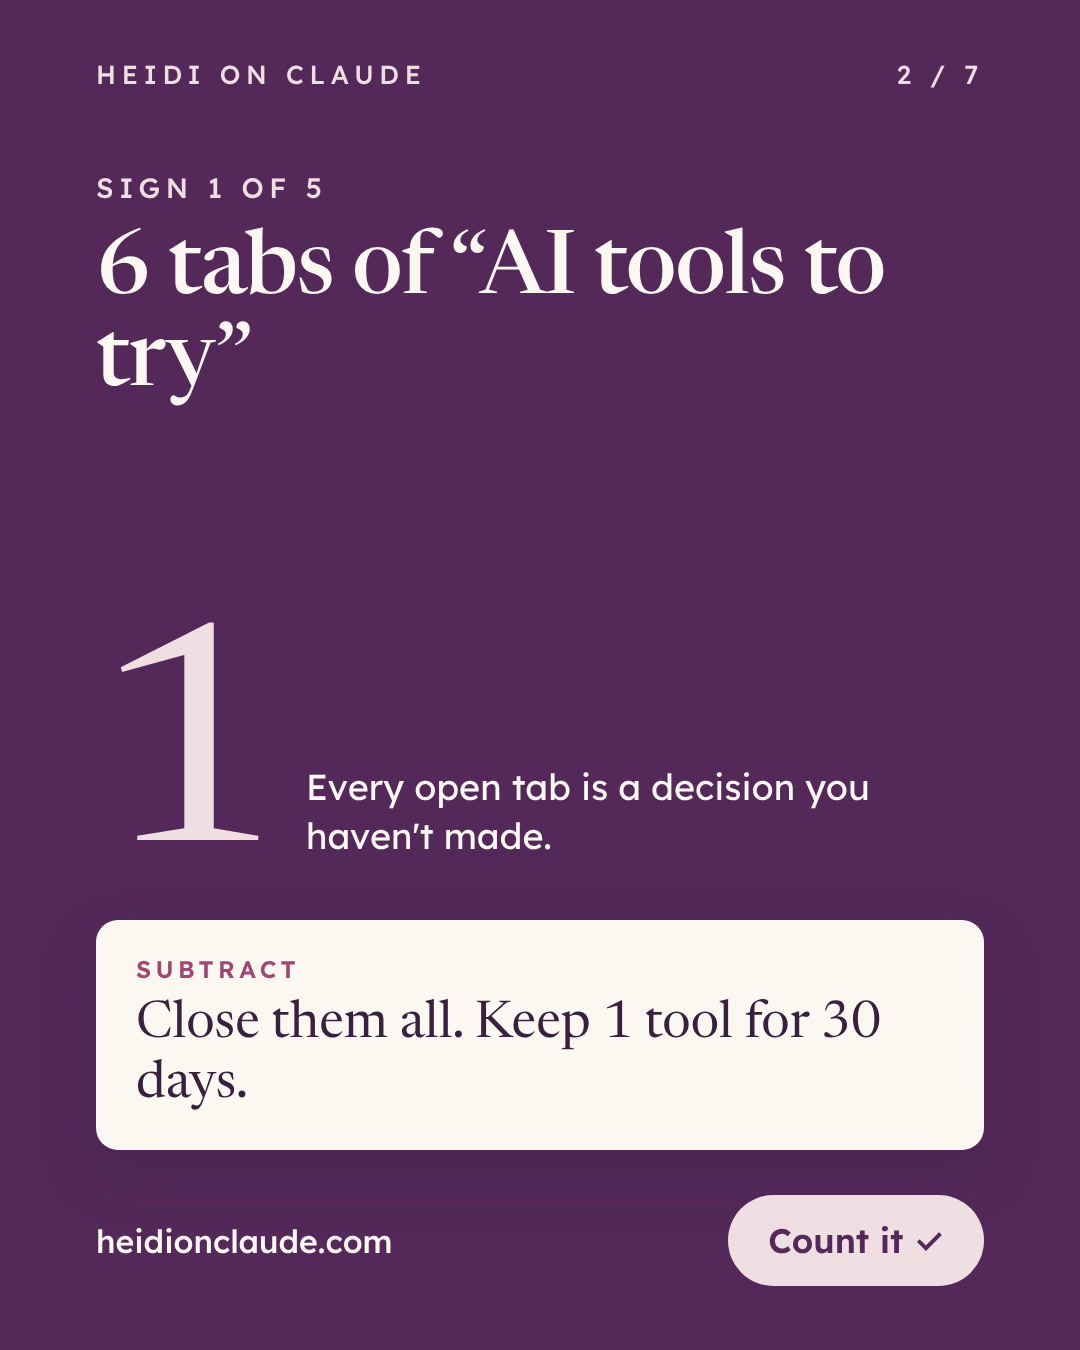 HEIDI ON CLAUDE
2 / 7
SIGN 1 OF 5
6 tabs of “AI tools to
try”
1
Every open tab is a decision you
haven't made.
SUBTRACT
Close them all. Keep 1 tool for 30
days.
heidionclaude.com
Count it ✓